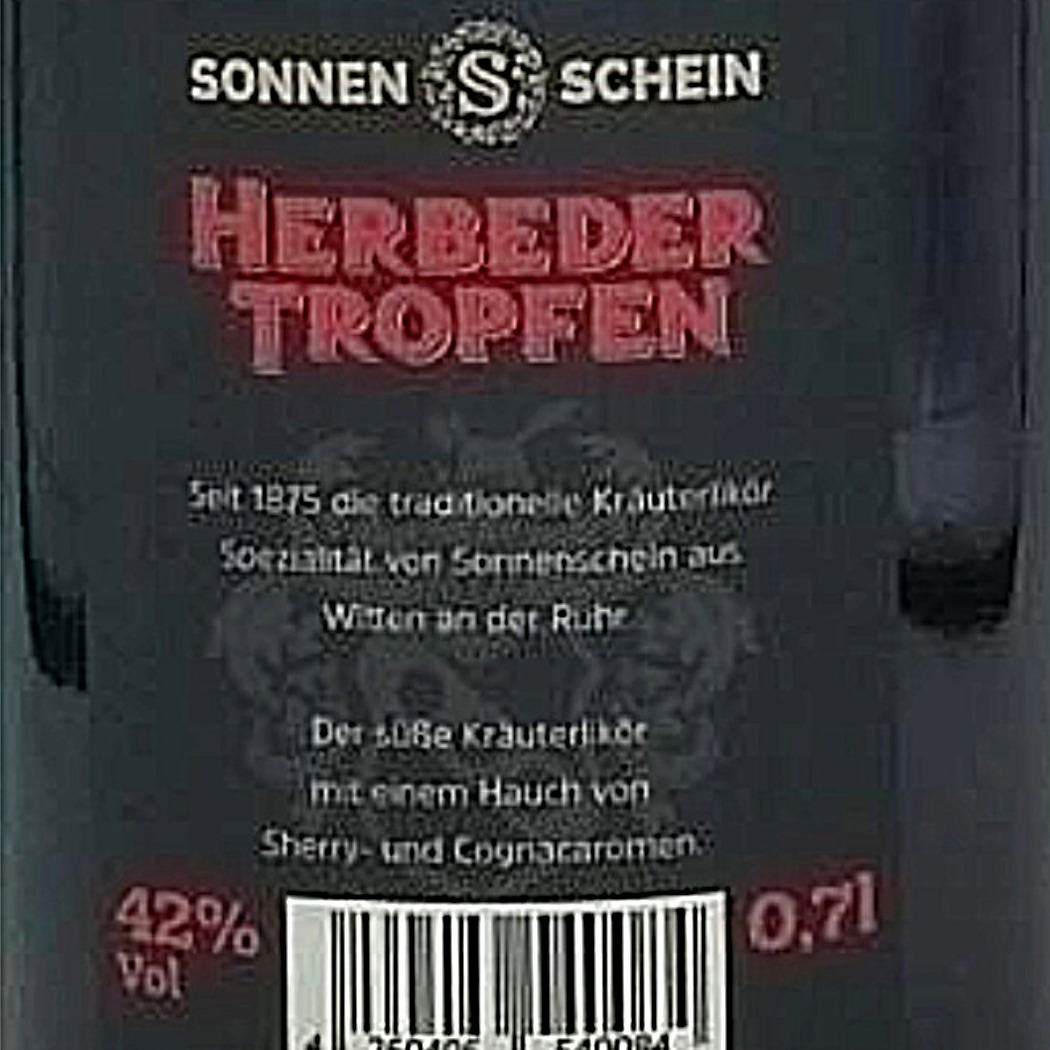 SONNEN S SCHEIN
HERBEDER
TROPFEN
Seit 1875 die traditionelle Kräuterlikör
Spezialität von Sonnenschein aus
Witten an der Ruhr
Der süße Kräuterlikör
mit einem Hauch von
Sherry- und Cognacaromen.
42% 0,7l
Vol
4